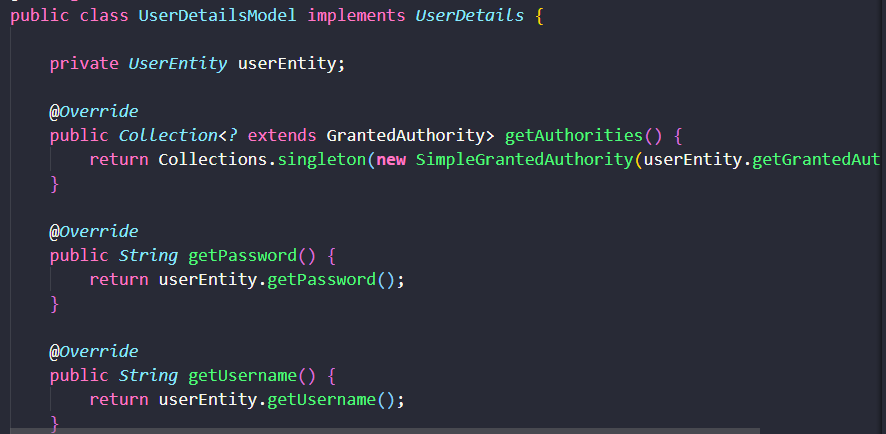 public class UserDetailsModel implements UserDetails {
private UserEntity userEntity;
@Override
public Collection<? extends GrantedAuthority> getAuthorities() {
return Collections.singleton(new SimpleGrantedAuthority(userEntity.getGrantedAut
}
@Override
public String getPassword() {
return userEntity.getPassword();
}
@Override
public String getUsername() {
return userEntity.getUsername();
}